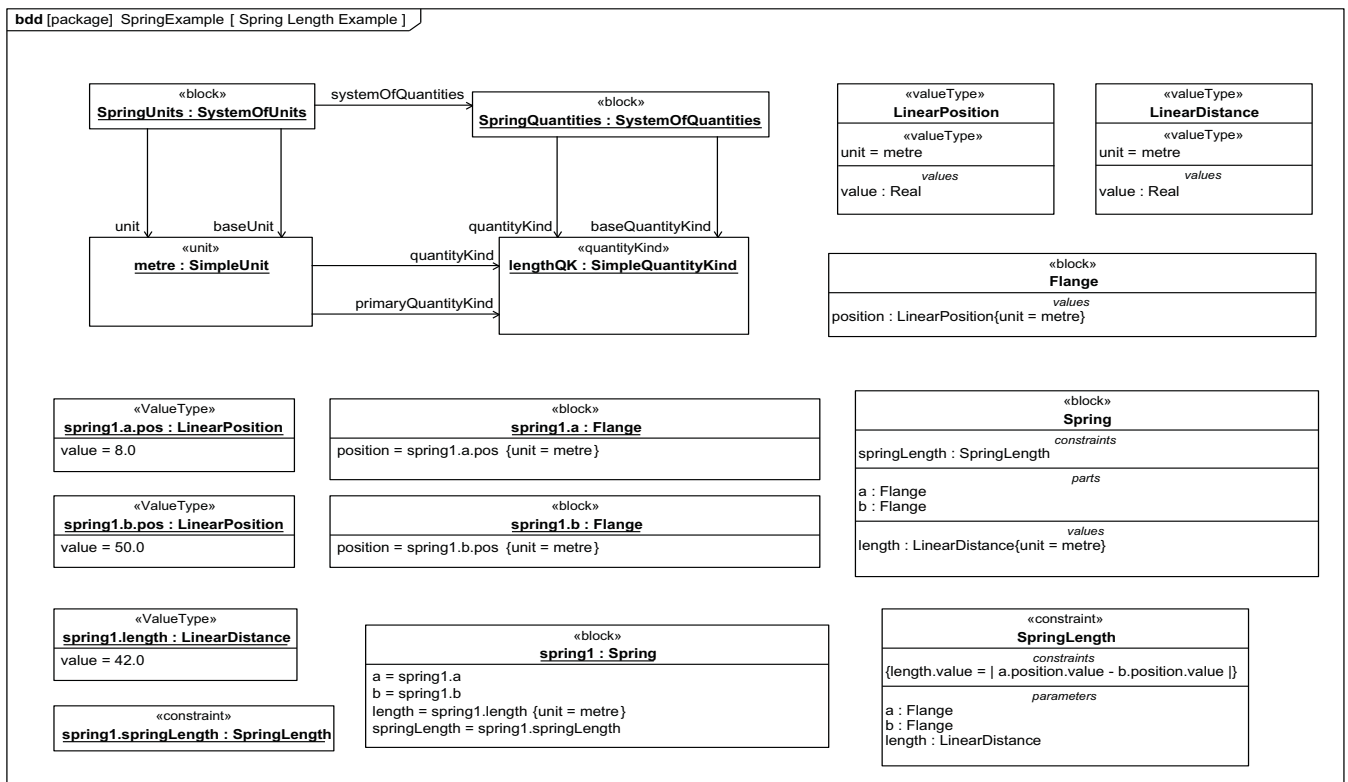 bdd [package] SpringExample [ Spring Length Example ]
«block»
SpringUnits : SystemOfUnits
systemOfQuantities
«block»
SpringQuantities : SystemOfQuantities
unit
baseUnit
quantityKind
baseQuantityKind
«unit»
metre : SimpleUnit
quantityKind
primaryQuantityKind
«quantityKind»
lengthQK : SimpleQuantityKind
«valueType»
LinearPosition
«valueType»
unit = metre
values
value : Real
«valueType»
LinearDistance
«valueType»
unit = metre
values
value : Real
«block»
Flange
values
position : LinearPosition{unit = metre}
«ValueType»
spring1.a.pos : LinearPosition
value = 8.0
«block»
spring1.a : Flange
position = spring1.a.pos {unit = metre}
«block»
Spring
constraints
springLength : SpringLength
parts
a : Flange
b : Flange
values
length : LinearDistance{unit = metre}
«ValueType»
spring1.b.pos : LinearPosition
value = 50.0
«block»
spring1.b : Flange
position = spring1.b.pos {unit = metre}
«ValueType»
spring1.length : LinearDistance
value = 42.0
«constraint»
spring1.springLength : SpringLength
«block»
spring1 : Spring
a = spring1.a
b = spring1.b
length = spring1.length {unit = metre}
springLength = spring1.springLength
«constraint»
SpringLength
constraints
{length.value = | a.position.value - b.position.value |}
parameters
a : Flange
b : Flange
length : LinearDistance